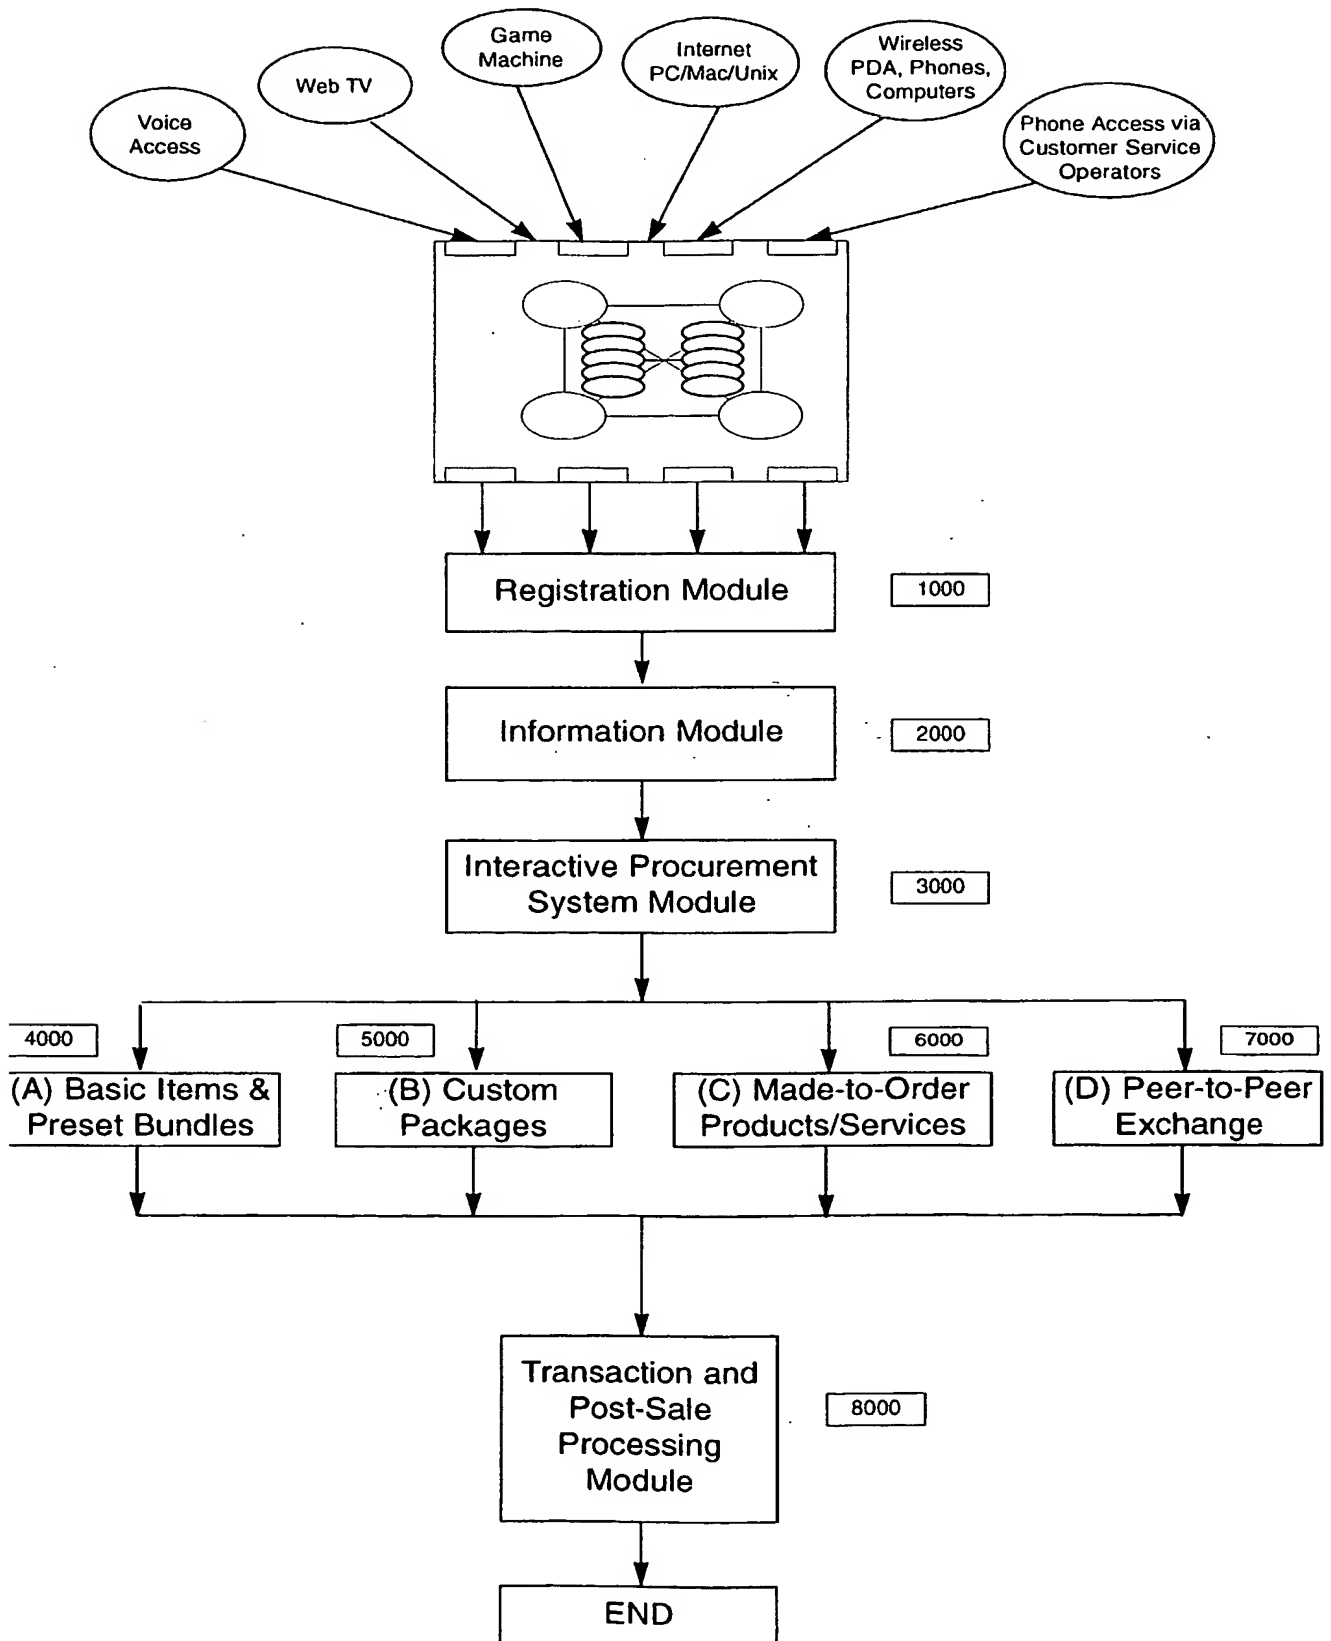 Voice
Access
Web TV
Game
Machine
Internet
PC/Mac/Unix
Wireless
PDA, Phones,
Computers
Phone Access via
Customer Service
Operators
Registration Module
1000
Information Module
2000
Interactive Procurement
System Module
3000
4000
5000
6000
7000
(A) Basic Items &
Preset Bundles
(B) Custom
Packages
(C) Made-to-Order
Products/Services
(D) Peer-to-Peer
Exchange
Transaction and
Post-Sale
Processing
Module
8000
END